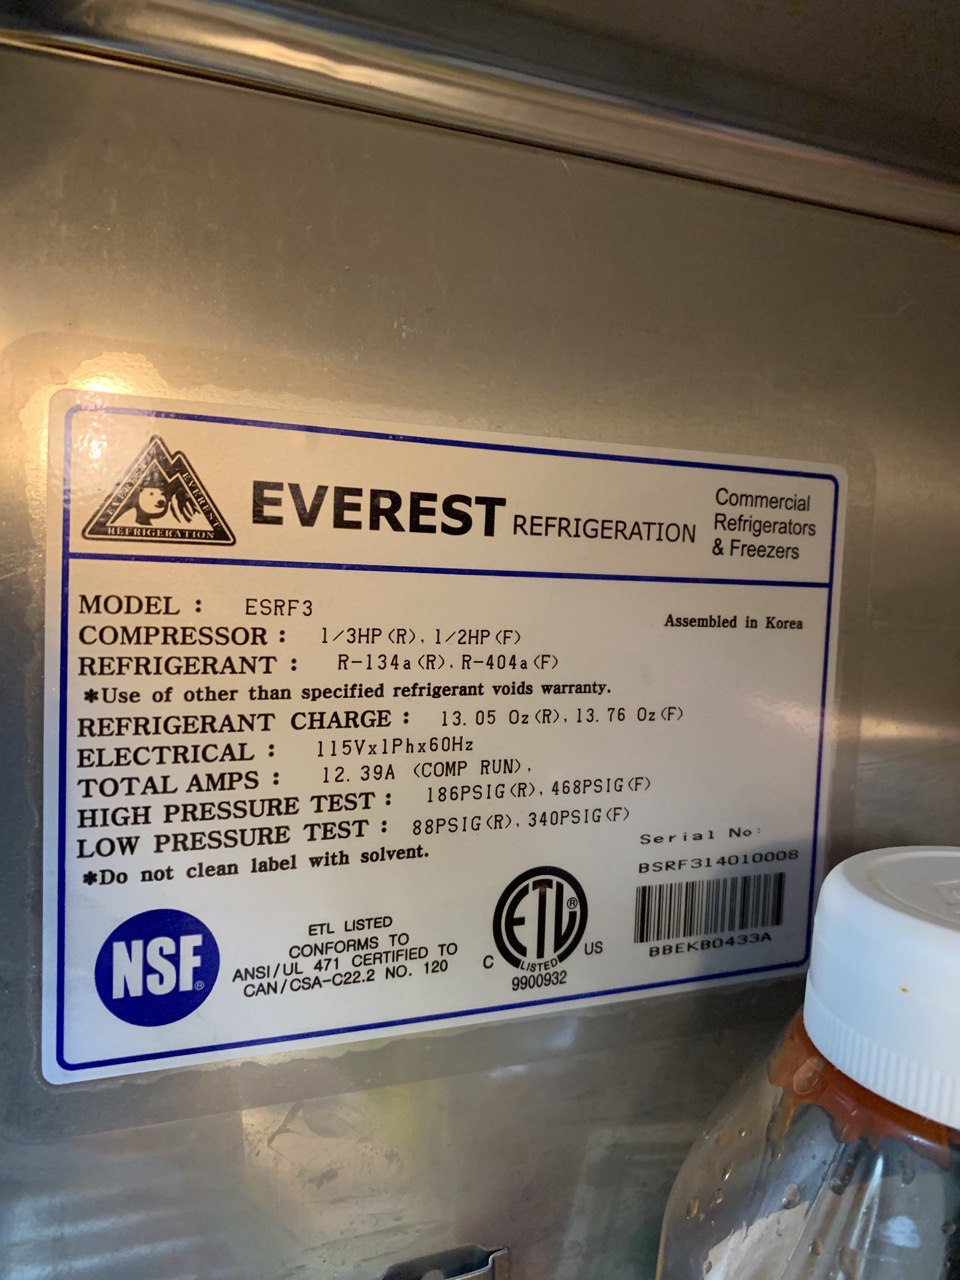 EVEREST REFRIGERATION
Commercial
Refrigerators
& Freezers
EVEREST EVEREST
REFRIGERATION
MODEL : ESRF3
Assembled in Korea
COMPRESSOR : 1/3HP(R), 1/2HP(F)
REFRIGERANT : R-134a(R), R-404a(F)
*Use of other than specified refrigerant voids warranty.
REFRIGERANT CHARGE : 13.05 Oz(R), 13.76 Oz(F)
ELECTRICAL : 115Vx1Phx60Hz
TOTAL AMPS : 12.39A (COMP RUN),
HIGH PRESSURE TEST : 186PSIG(R), 468PSIG(F)
LOW PRESSURE TEST : 88PSIG(R), 340PSIG(F)
*Do not clean label with solvent.
Serial No:
BSRF314010008
BBEKB0433A
NSF®
ETL LISTED
CONFORMS TO
ANSI/UL 471 CERTIFIED TO
CAN/CSA-C22.2 NO. 120
ETL®
C LISTED US
9900932